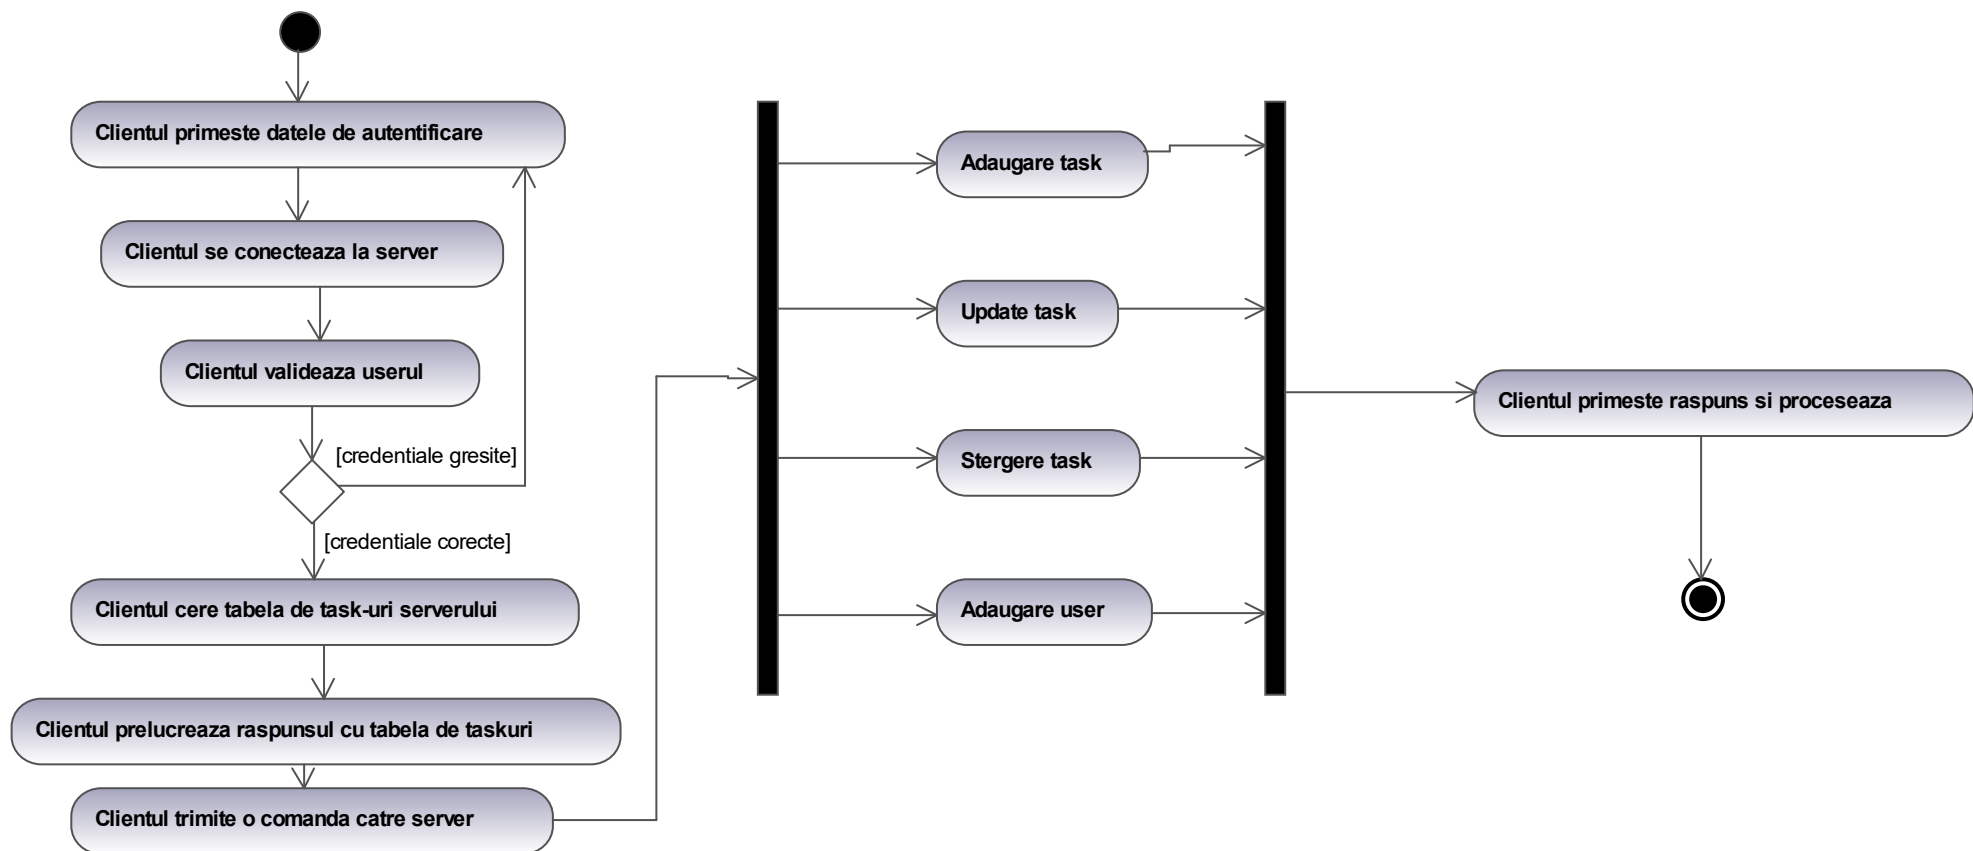 Clientul primeste datele de autentificare
Clientul se conecteaza la server
Clientul valideaza userul
[credentiale gresite]
[credentiale corecte]
Clientul cere tabela de task-uri serverului
Clientul prelucreaza raspunsul cu tabela de taskuri
Clientul trimite o comanda catre server
Adaugare task
Update task
Stergere task
Adaugare user
Clientul primeste raspuns si proceseaza